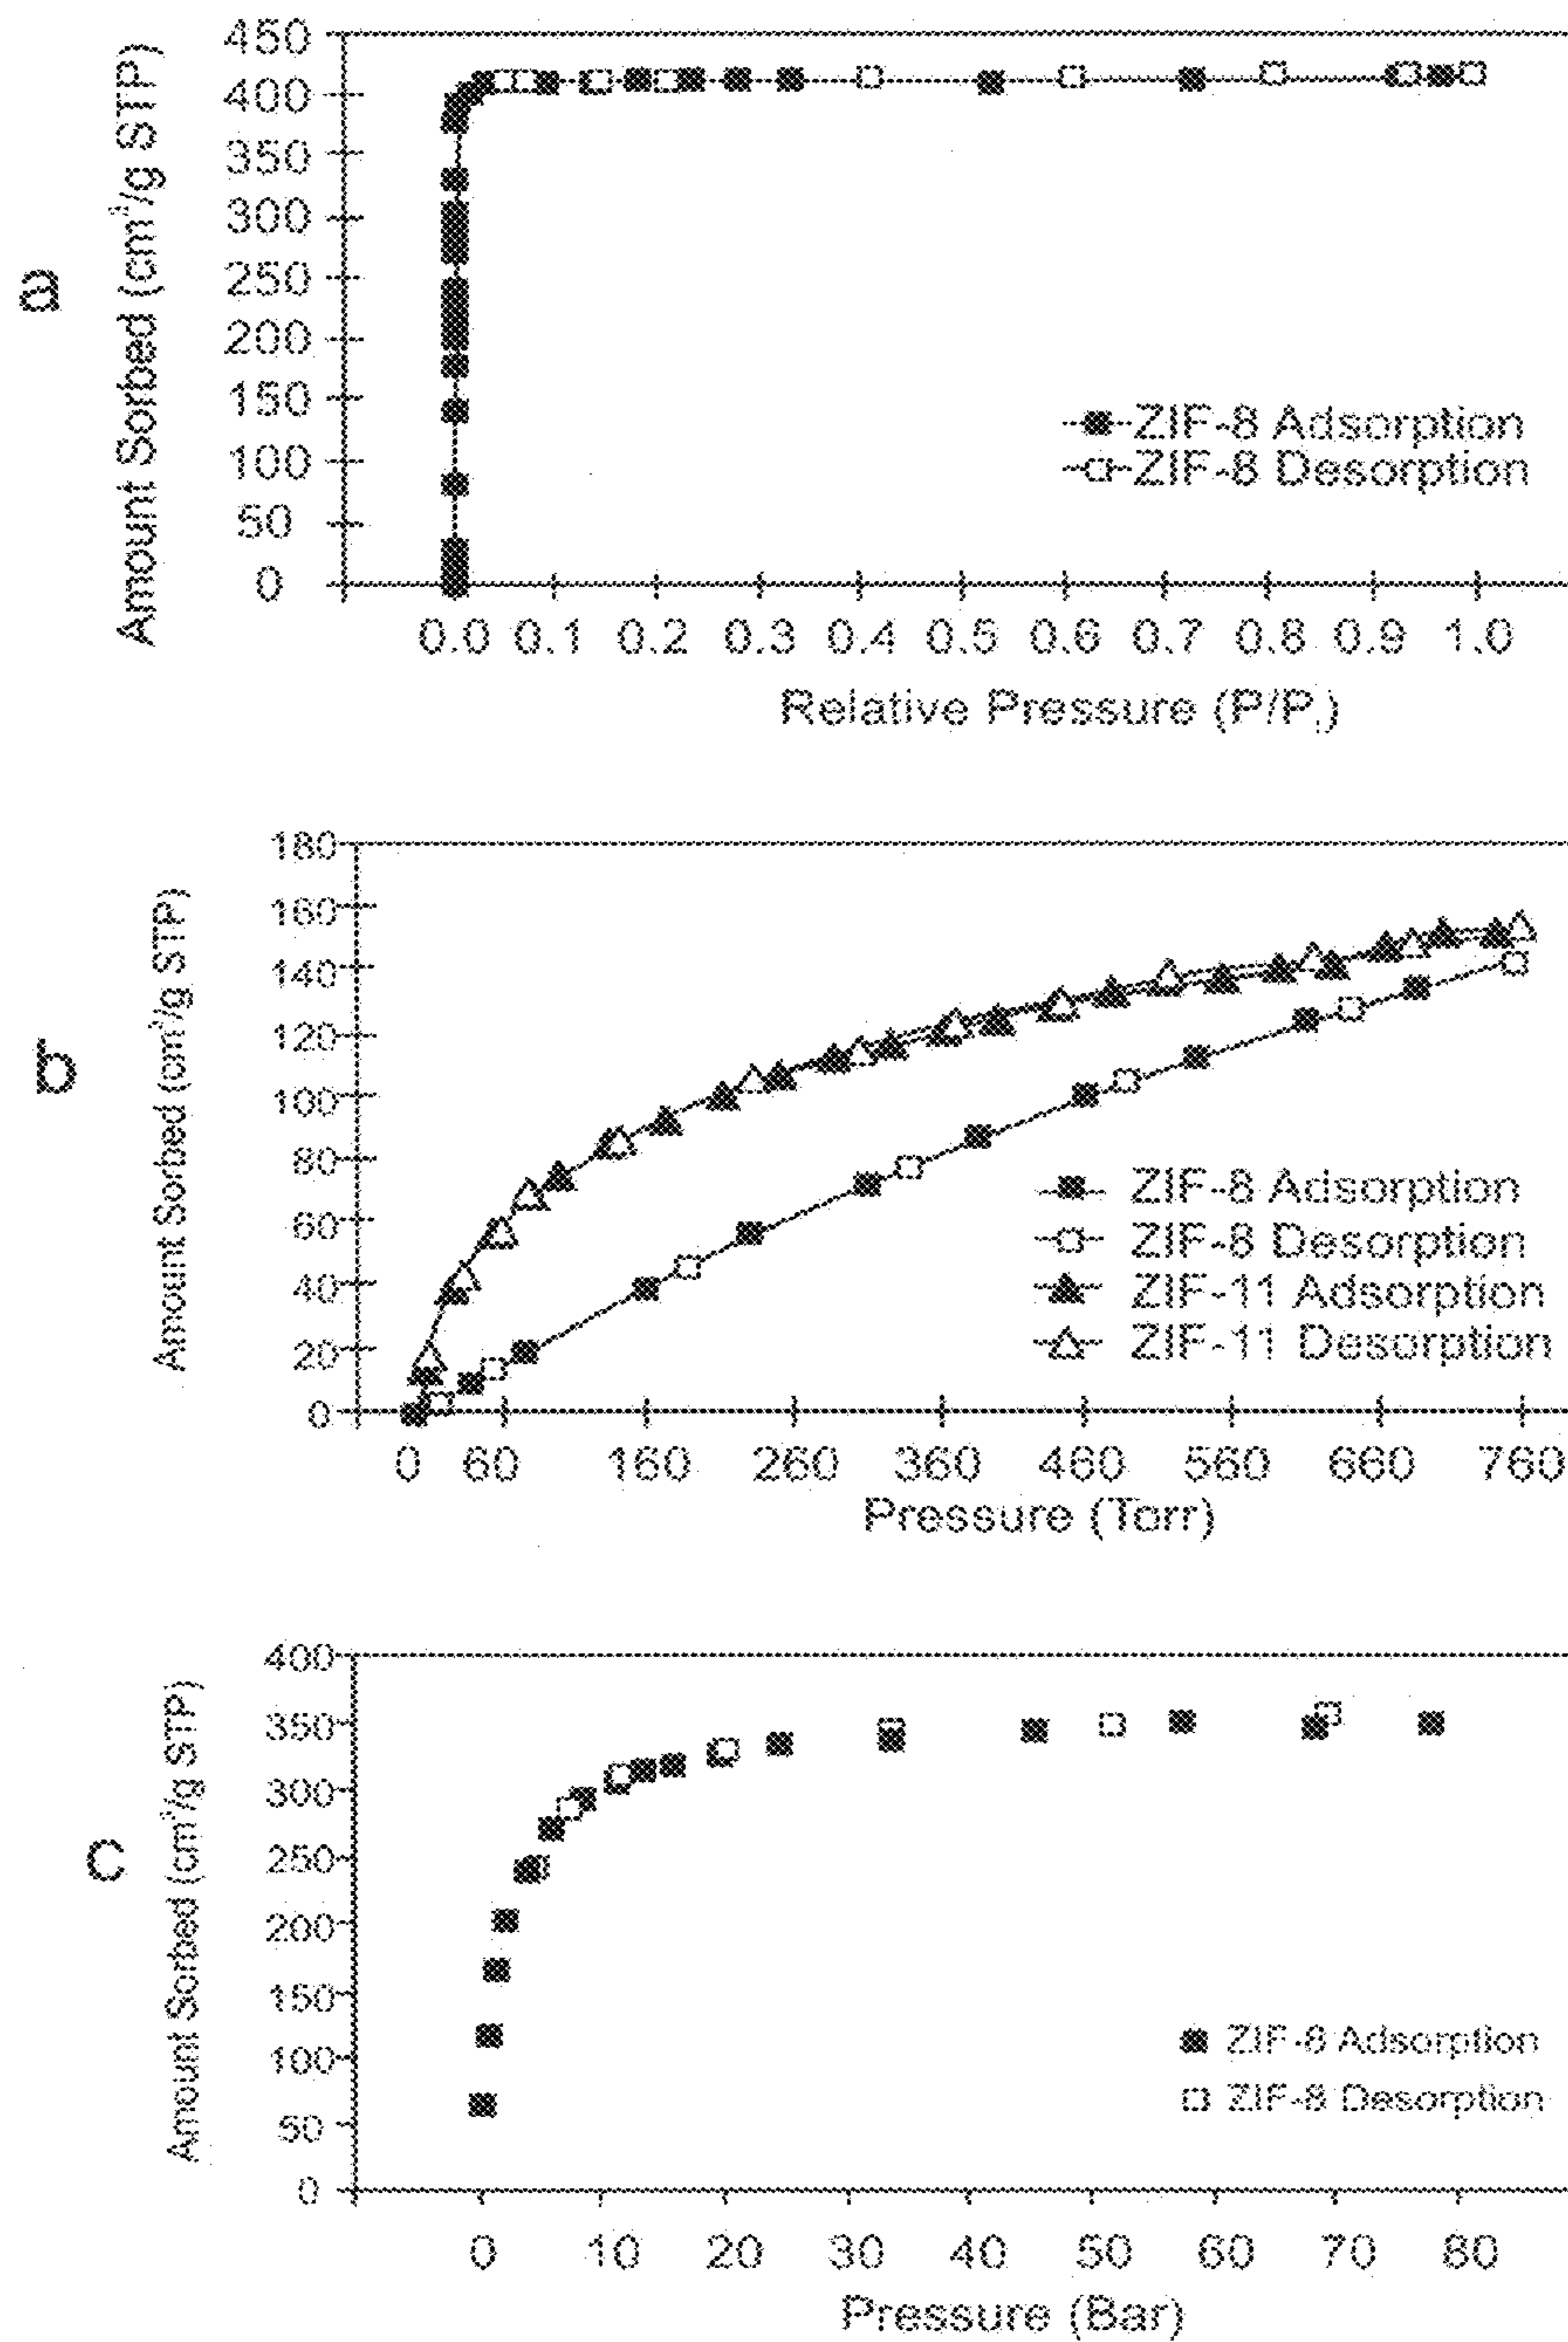 a
Amount Sorbed (cm³/g STP)
450
400
350
300
250
200
150
100
50
0
ZIF-8 Adsorption
ZIF-8 Desorption
0.0 0.1 0.2 0.3 0.4 0.5 0.6 0.7 0.8 0.9 1.0
Relative Pressure (P/P.)
b
Amount Sorbed (cm³/g STP)
180
160
140
120
100
80
60
40
20
0
ZIF-8 Adsorption
ZIF-8 Desorption
ZIF-11 Adsorption
ZIF-11 Desorption
0 60 160 260 360 460 560 660 760
Pressure (Torr)
c
Amount Sorbed (cm³/g STP)
400
350
300
250
200
150
100
50
0
ZIF-8 Adsorption
ZIF-8 Desorption
0 10 20 30 40 50 60 70 80
Pressure (Bar)